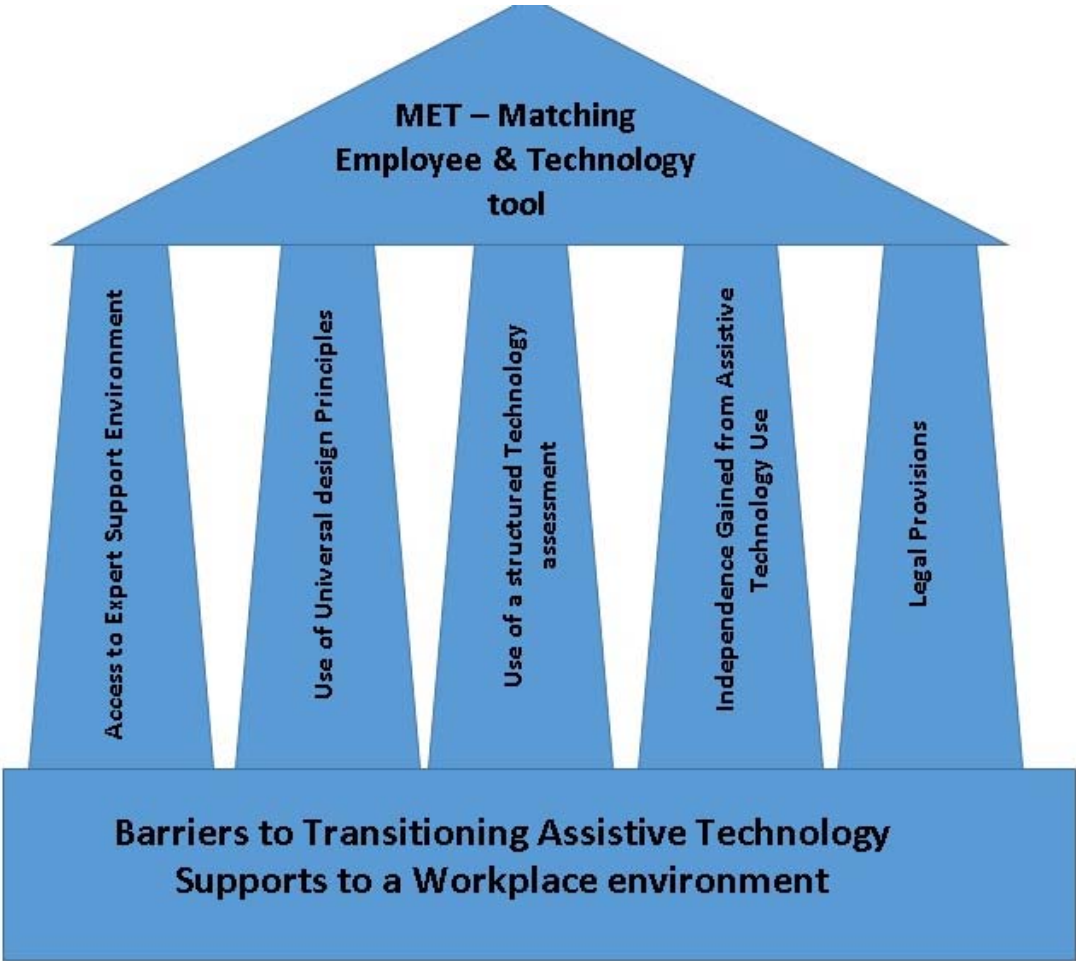 MET – Matching
Employee & Technology
tool
Access to Expert Support Environment
Use of Universal design Principles
Use of a structured Technology
assessment
Independence Gained from Assistive
Technology Use
Legal Provisions
Barriers to Transitioning Assistive Technology
Supports to a Workplace environment